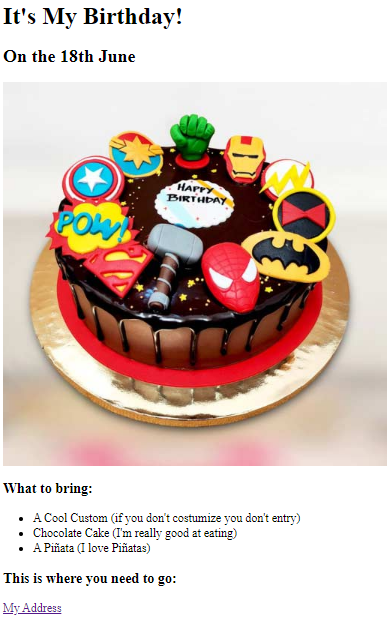 It's My Birthday!
On the 18th June
HAPPY
BIRTHDAY
POW!
What to bring:
A Cool Custom (if you don't costumize you don't entry)
Chocolate Cake (I'm really good at eating)
A Piñata (I love Piñatas)
This is where you need to go:
My Address